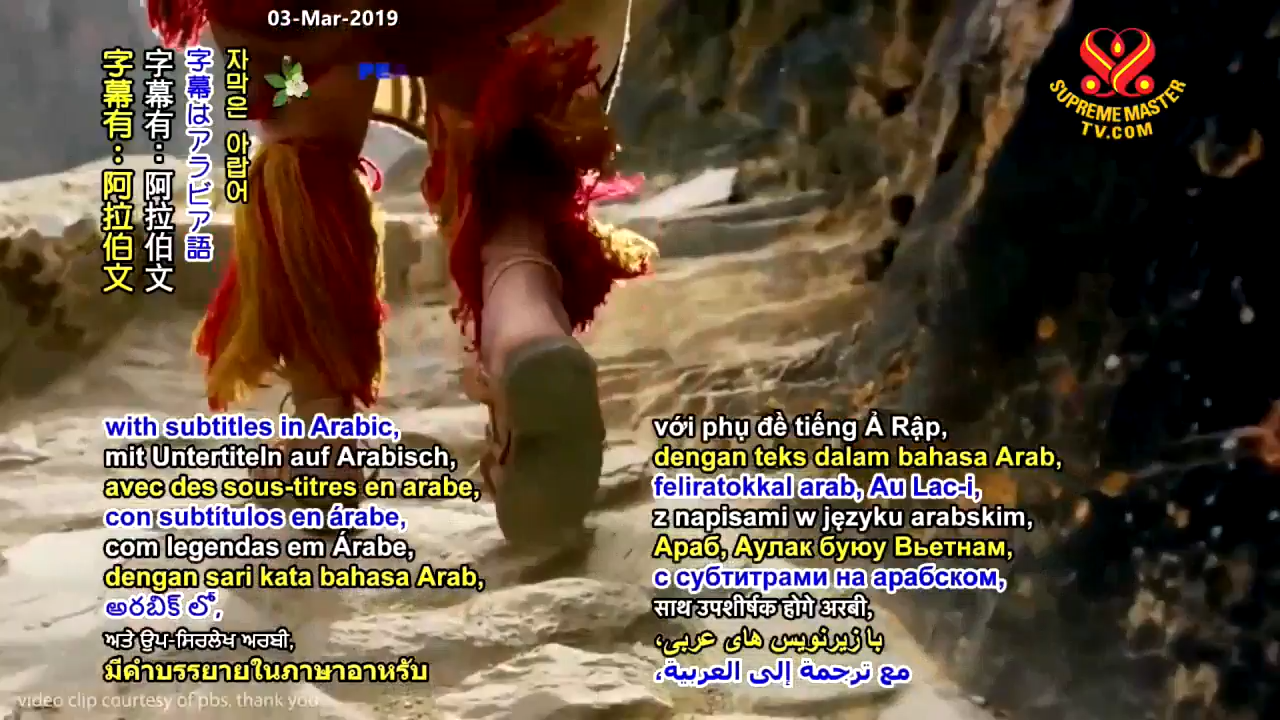 03-Mar-2019
字幕有：阿拉伯文
字幕有：阿拉伯文
字幕はアラビア語
자막은 아랍어
SUPREME MASTER
TV.COM
with subtitles in Arabic,
mit Untertiteln auf Arabisch,
avec des sous-titres en arabe,
con subtítulos en árabe,
com legendas em Árabe,
dengan sari kata bahasa Arab,
అరబిక్ లో,
ਅਤੇ ਉਪ-ਸਿਰਲੇਖ ਅਰਬੀ,
มีคำบรรยายในภาษาอาหรับ
với phụ đề tiếng Ả Rập,
dengan teks dalam bahasa Arab,
feliratokkal arab, Au Lac-i,
z napisami w języku arabskim,
Араб, Аулак буюу Вьетнам,
с субтитрами на арабском,
साथ उपशीर्षक होगे अरबी,
با زیرنویس های عربی،
مع ترجمة إلى العربية،
video clip courtesy of pbs. thank you